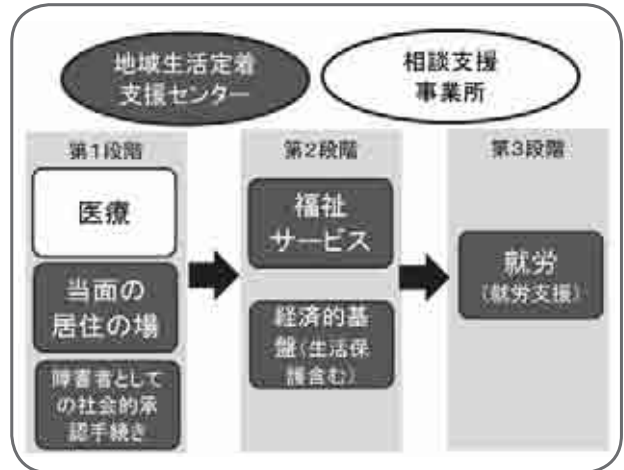 地域生活定着
支援センター
相談支援
事業所
第1段階
医療
当面の
居住の場
障害者として
の社会的承
認手続き
第2段階
福祉
サービス
経済的基
盤(生活保
護含む)
第3段階
就労
(就労支援)